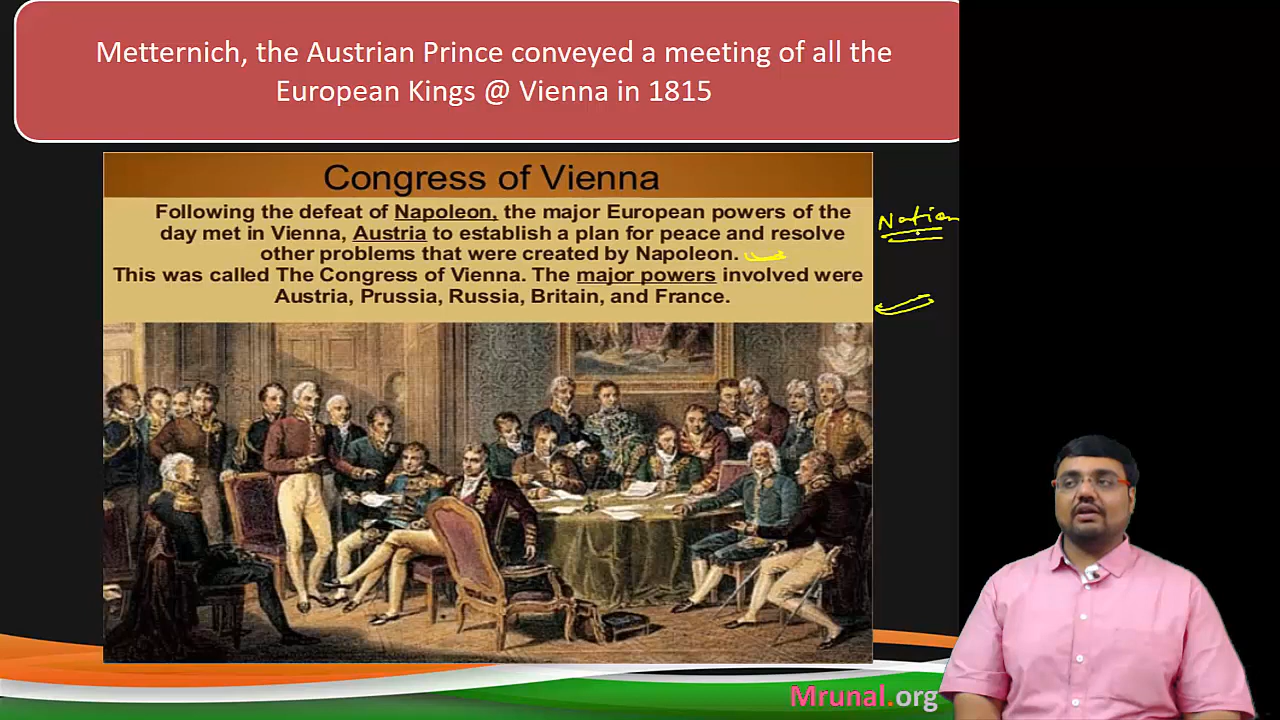 Metternich, the Austrian Prince conveyed a meeting of all the
European Kings @ Vienna in 1815
Congress of Vienna
Following the defeat of Napoleon, the major European powers of the
day met in Vienna, Austria to establish a plan for peace and resolve
other problems that were created by Napoleon.
This was called The Congress of Vienna. The major powers involved were
Austria, Prussia, Russia, Britain, and France.
Nation
Mrunal.org